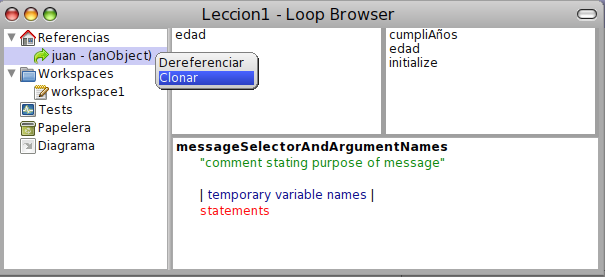 Leccion1 - Loop Browser
Referencias
juan - (anObject)
Workspaces
workspace1
Tests
Papelera
Diagrama
Dereferenciar
Clonar
edad
cumpliAños
edad
initialize
messageSelectorAndArgumentNames
"comment stating purpose of message"
| temporary variable names |
statements